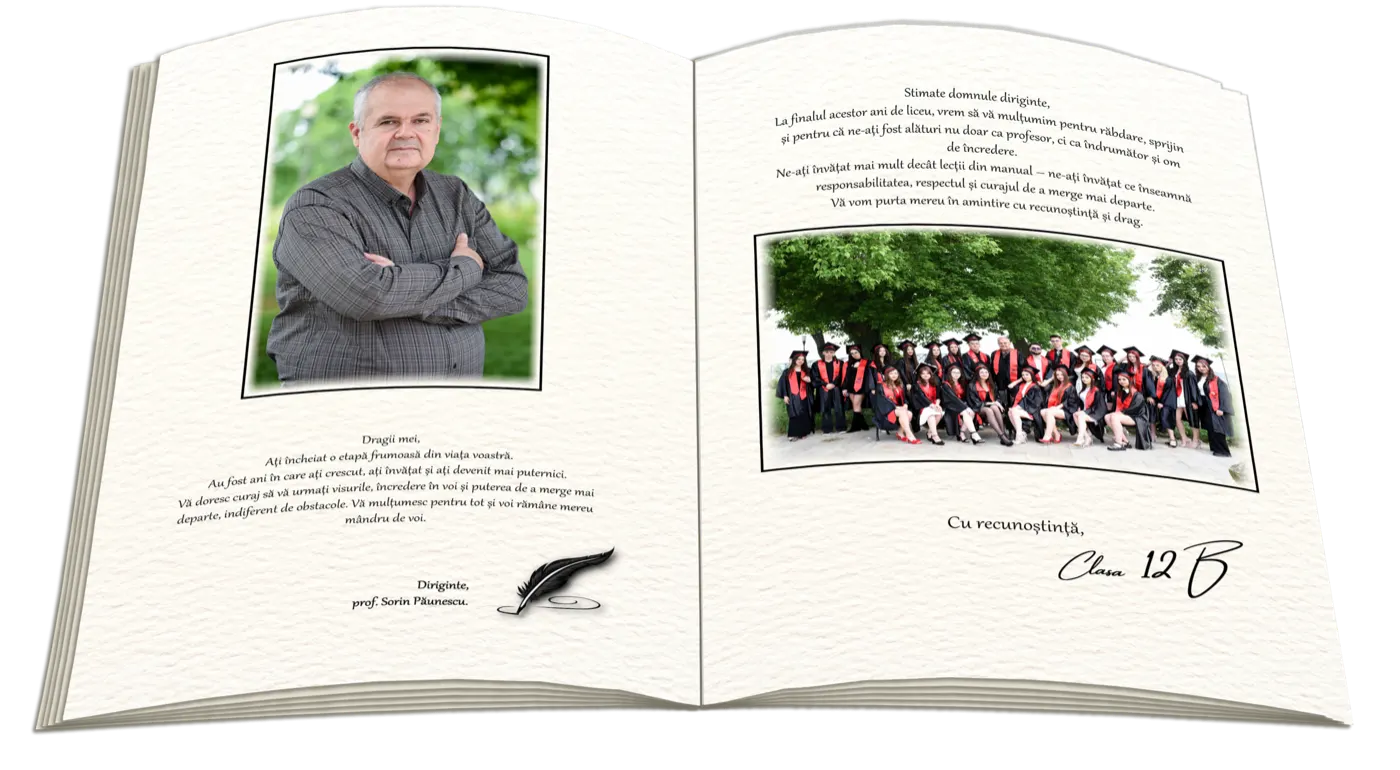 Dragii mei,
Ați încheiat o etapă frumoasă din viața voastră.
Au fost ani în care ați crescut, ați învățat și ați devenit mai puternici.
Vă doresc curaj să vă urmați visurile, încredere în voi și puterea de a merge mai
departe, indiferent de obstacole. Vă mulțumesc pentru tot și voi rămâne mereu
mândru de voi.
Diriginte,
prof. Sorin Păunescu.
Stimate domnule diriginte,
La finalul acestor ani de liceu, vrem să vă mulțumim pentru răbdare, sprijin
și pentru că ne-ați fost alături nu doar ca profesor, ci ca îndrumător și om
de încredere.
Ne-ați învățat mai mult decât lecții din manual – ne-ați învățat ce înseamnă
responsabilitatea, respectul și curajul de a merge mai departe.
Vă vom purta mereu în amintire cu recunoștință și drag.
Cu recunoștință,
Clasa 12 B